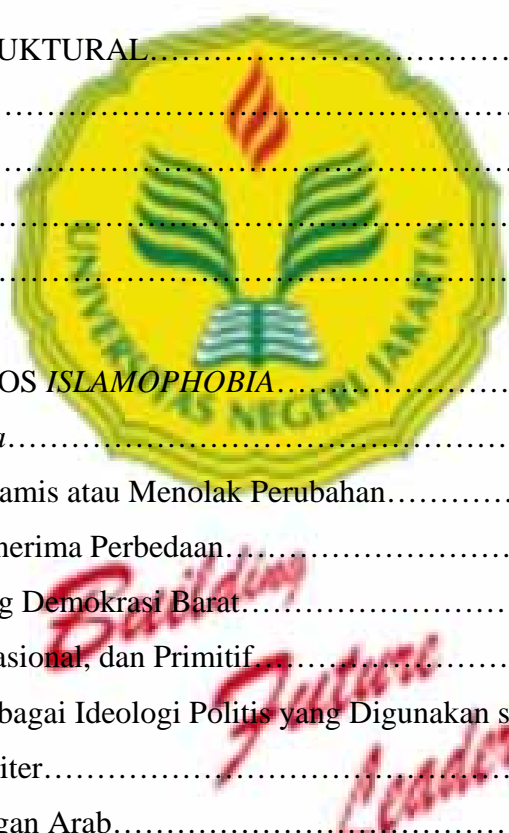 UKTURAL……………………………
……………………………………………
……………………………………………
……………………………………………
……………………………………………
UNIVERSITAS NEGERI JAKARTA
OS ISLAMOPHOBIA……………………
a…………………………………………
amis atau Menolak Perubahan……………
nerima Perbedaan…………………………
g Demokrasi Barat………………………
asional, dan Primitif………………………
bagai Ideologi Politis yang Digunakan s
iter…………………………………………
gan Arab……………………………………
Building
Future
Leader